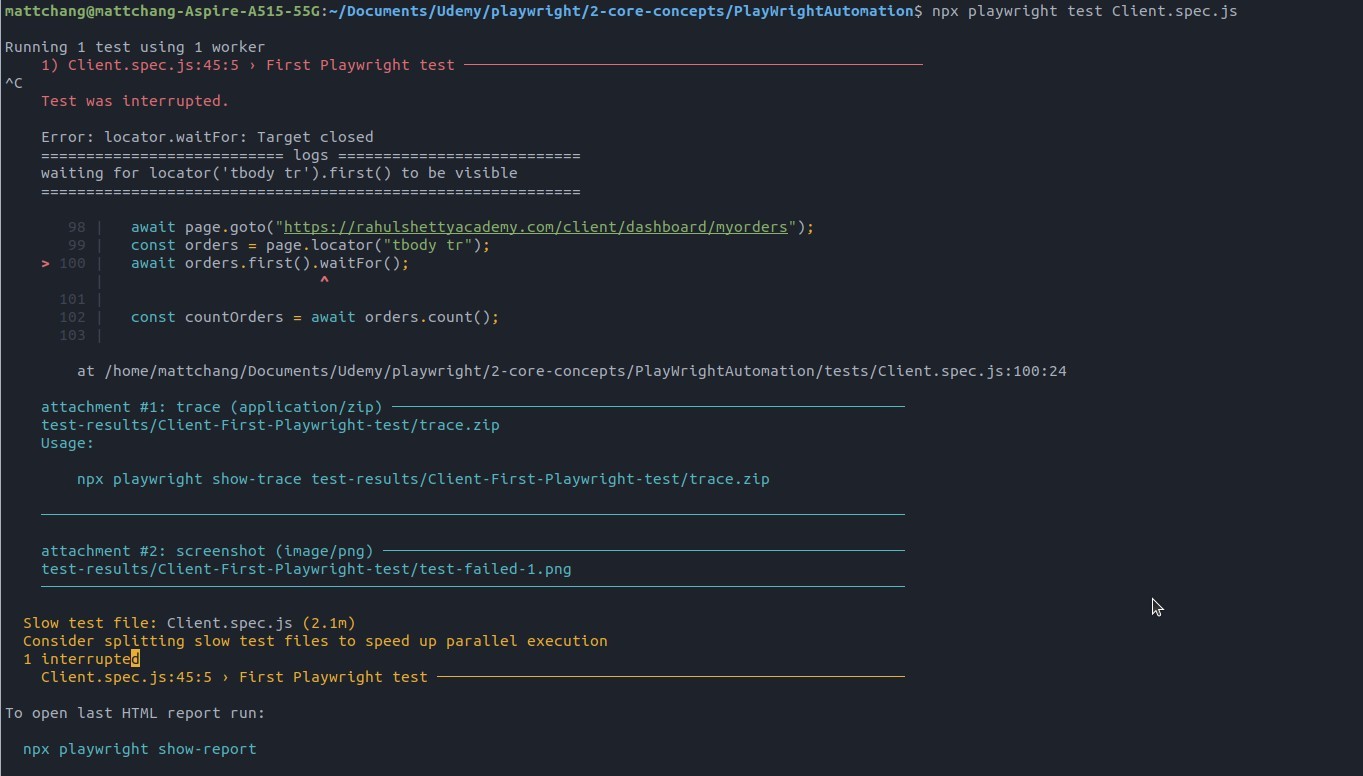 mattchang@mattchang-Aspire-A515-55G:~/Documents/Udemy/playwright/2-core-concepts/PlayWrightAutomation$ npx playwright test Client.spec.js
Running 1 test using 1 worker
1) Client.spec.js:45:5 › First Playwright test ───────────────────────────────────────────────────
^C
Test was interrupted.
Error: locator.waitFor: Target closed
=========================== logs ===========================
waiting for locator('tbody tr').first() to be visible
============================================================
98 |   await page.goto("https://rahulshettyacademy.com/client/dashboard/myorders");
99 |   const orders = page.locator("tbody tr");
> 100 |   await orders.first().waitFor();
|                        ^
101 |
102 |   const countOrders = await orders.count();
103 |
at /home/mattchang/Documents/Udemy/playwright/2-core-concepts/PlayWrightAutomation/tests/Client.spec.js:100:24
attachment #1: trace (application/zip) ─────────────────────────────────────────────────────────
test-results/Client-First-Playwright-test/trace.zip
Usage:
npx playwright show-trace test-results/Client-First-Playwright-test/trace.zip
────────────────────────────────────────────────────────────────────────────────────────────────
attachment #2: screenshot (image/png) ──────────────────────────────────────────────────────────
test-results/Client-First-Playwright-test/test-failed-1.png
────────────────────────────────────────────────────────────────────────────────────────────────
Slow test file: Client.spec.js (2.1m)
Consider splitting slow test files to speed up parallel execution
1 interrupted
Client.spec.js:45:5 › First Playwright test ────────────────────────────────────────────────────
To open last HTML report run:
npx playwright show-report